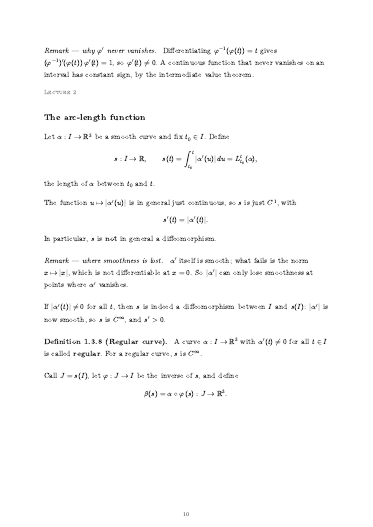 Remark — why φ′ never vanishes. Differentiating φ⁻¹(φ(t)) = t gives
(φ⁻¹)′(φ(t)) φ′(t) = 1, so φ′(t) ≠ 0. A continuous function that never vanishes on an
interval has constant sign, by the intermediate value theorem.
LECTURE 2
The arc-length function
Let α : I → ℝ³ be a smooth curve and fix t₀ ∈ I. Define
s : I → ℝ, s(t) = ∫ₜ₀ᵗ |α′(u)| du = Lₜ₀ᵗ(α),
the length of α between t₀ and t.
The function u ↦ |α′(u)| is in general just continuous, so s is just C¹, with
s′(t) = |α′(t)|.
In particular, s is not in general a diffeomorphism.
Remark — where smoothness is lost. α′ itself is smooth; what fails is the norm
x ↦ |x|, which is not differentiable at x = 0. So |α′| can only lose smoothness at
points where α′ vanishes.
If |α′(t)| ≠ 0 for all t, then s is indeed a diffeomorphism between I and s(I): |α′| is
now smooth, so s is C∞, and s′ > 0.
Definition 1.3.8 (Regular curve). A curve α : I → ℝ³ with α′(t) ≠ 0 for all t ∈ I
is called regular. For a regular curve, s is C∞.
Call J = s(I), let φ : J → I be the inverse of s, and define
β(s) = α ∘ φ(s) : J → ℝ³.
10